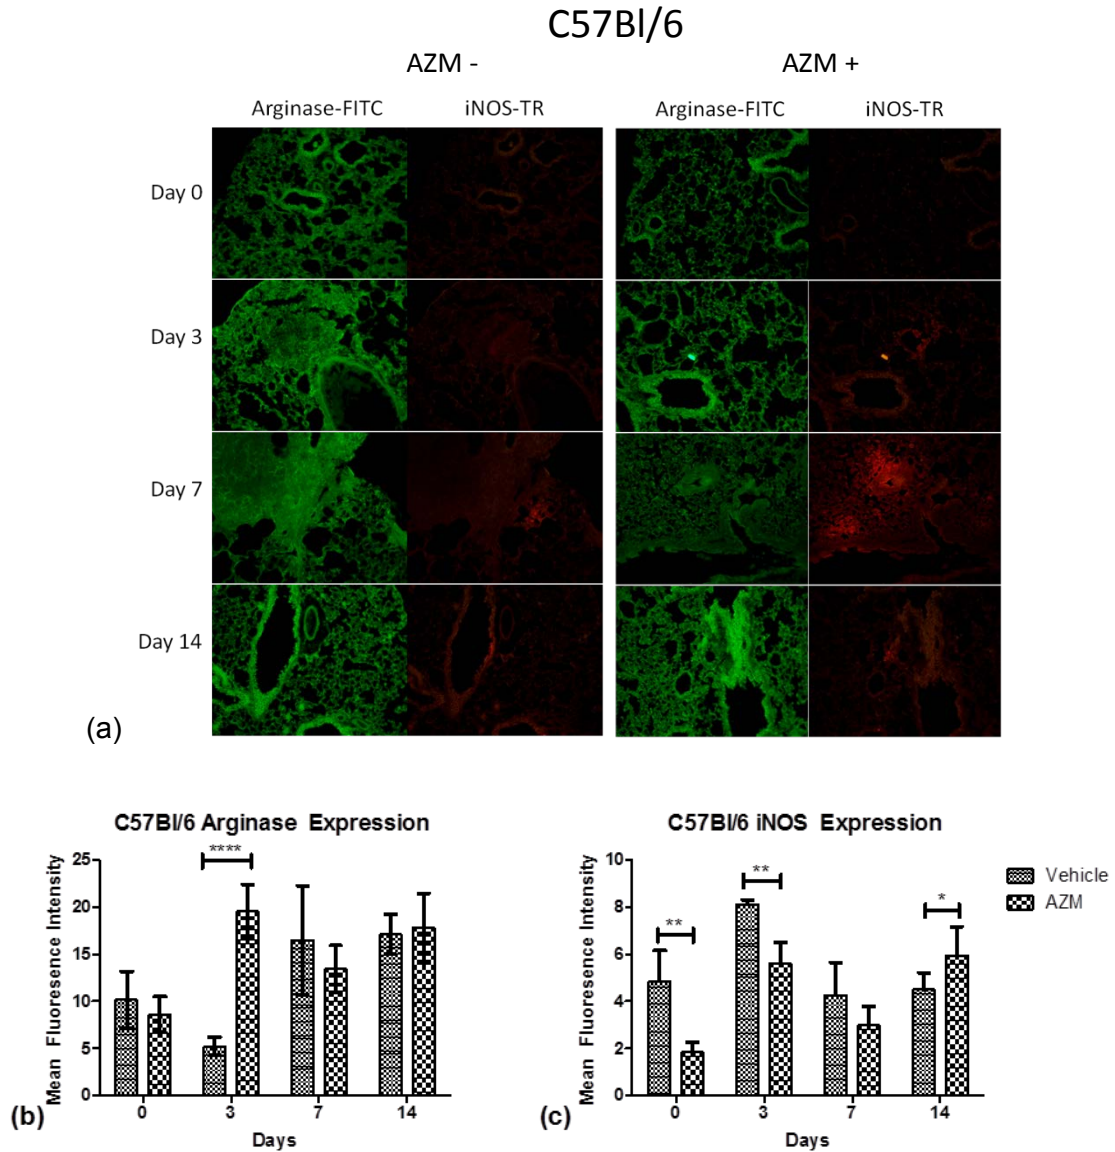 C57Bl/6
AZM - AZM +
Arginase-FITC iNOS-TR Arginase-FITC iNOS-TR
Day 0
Day 3
Day 7
Day 14
(a)
C57Bl/6 Arginase Expression
Mean Fluoresence Intensity
25
20
15
10
5
0
****
0 3 7 14
Days
(b)
C57Bl/6 iNOS Expression
Mean Fluoresence Intensity
10
8
6
4
2
0
**
**
*
0 3 7 14
Days
(c)
Vehicle
AZM